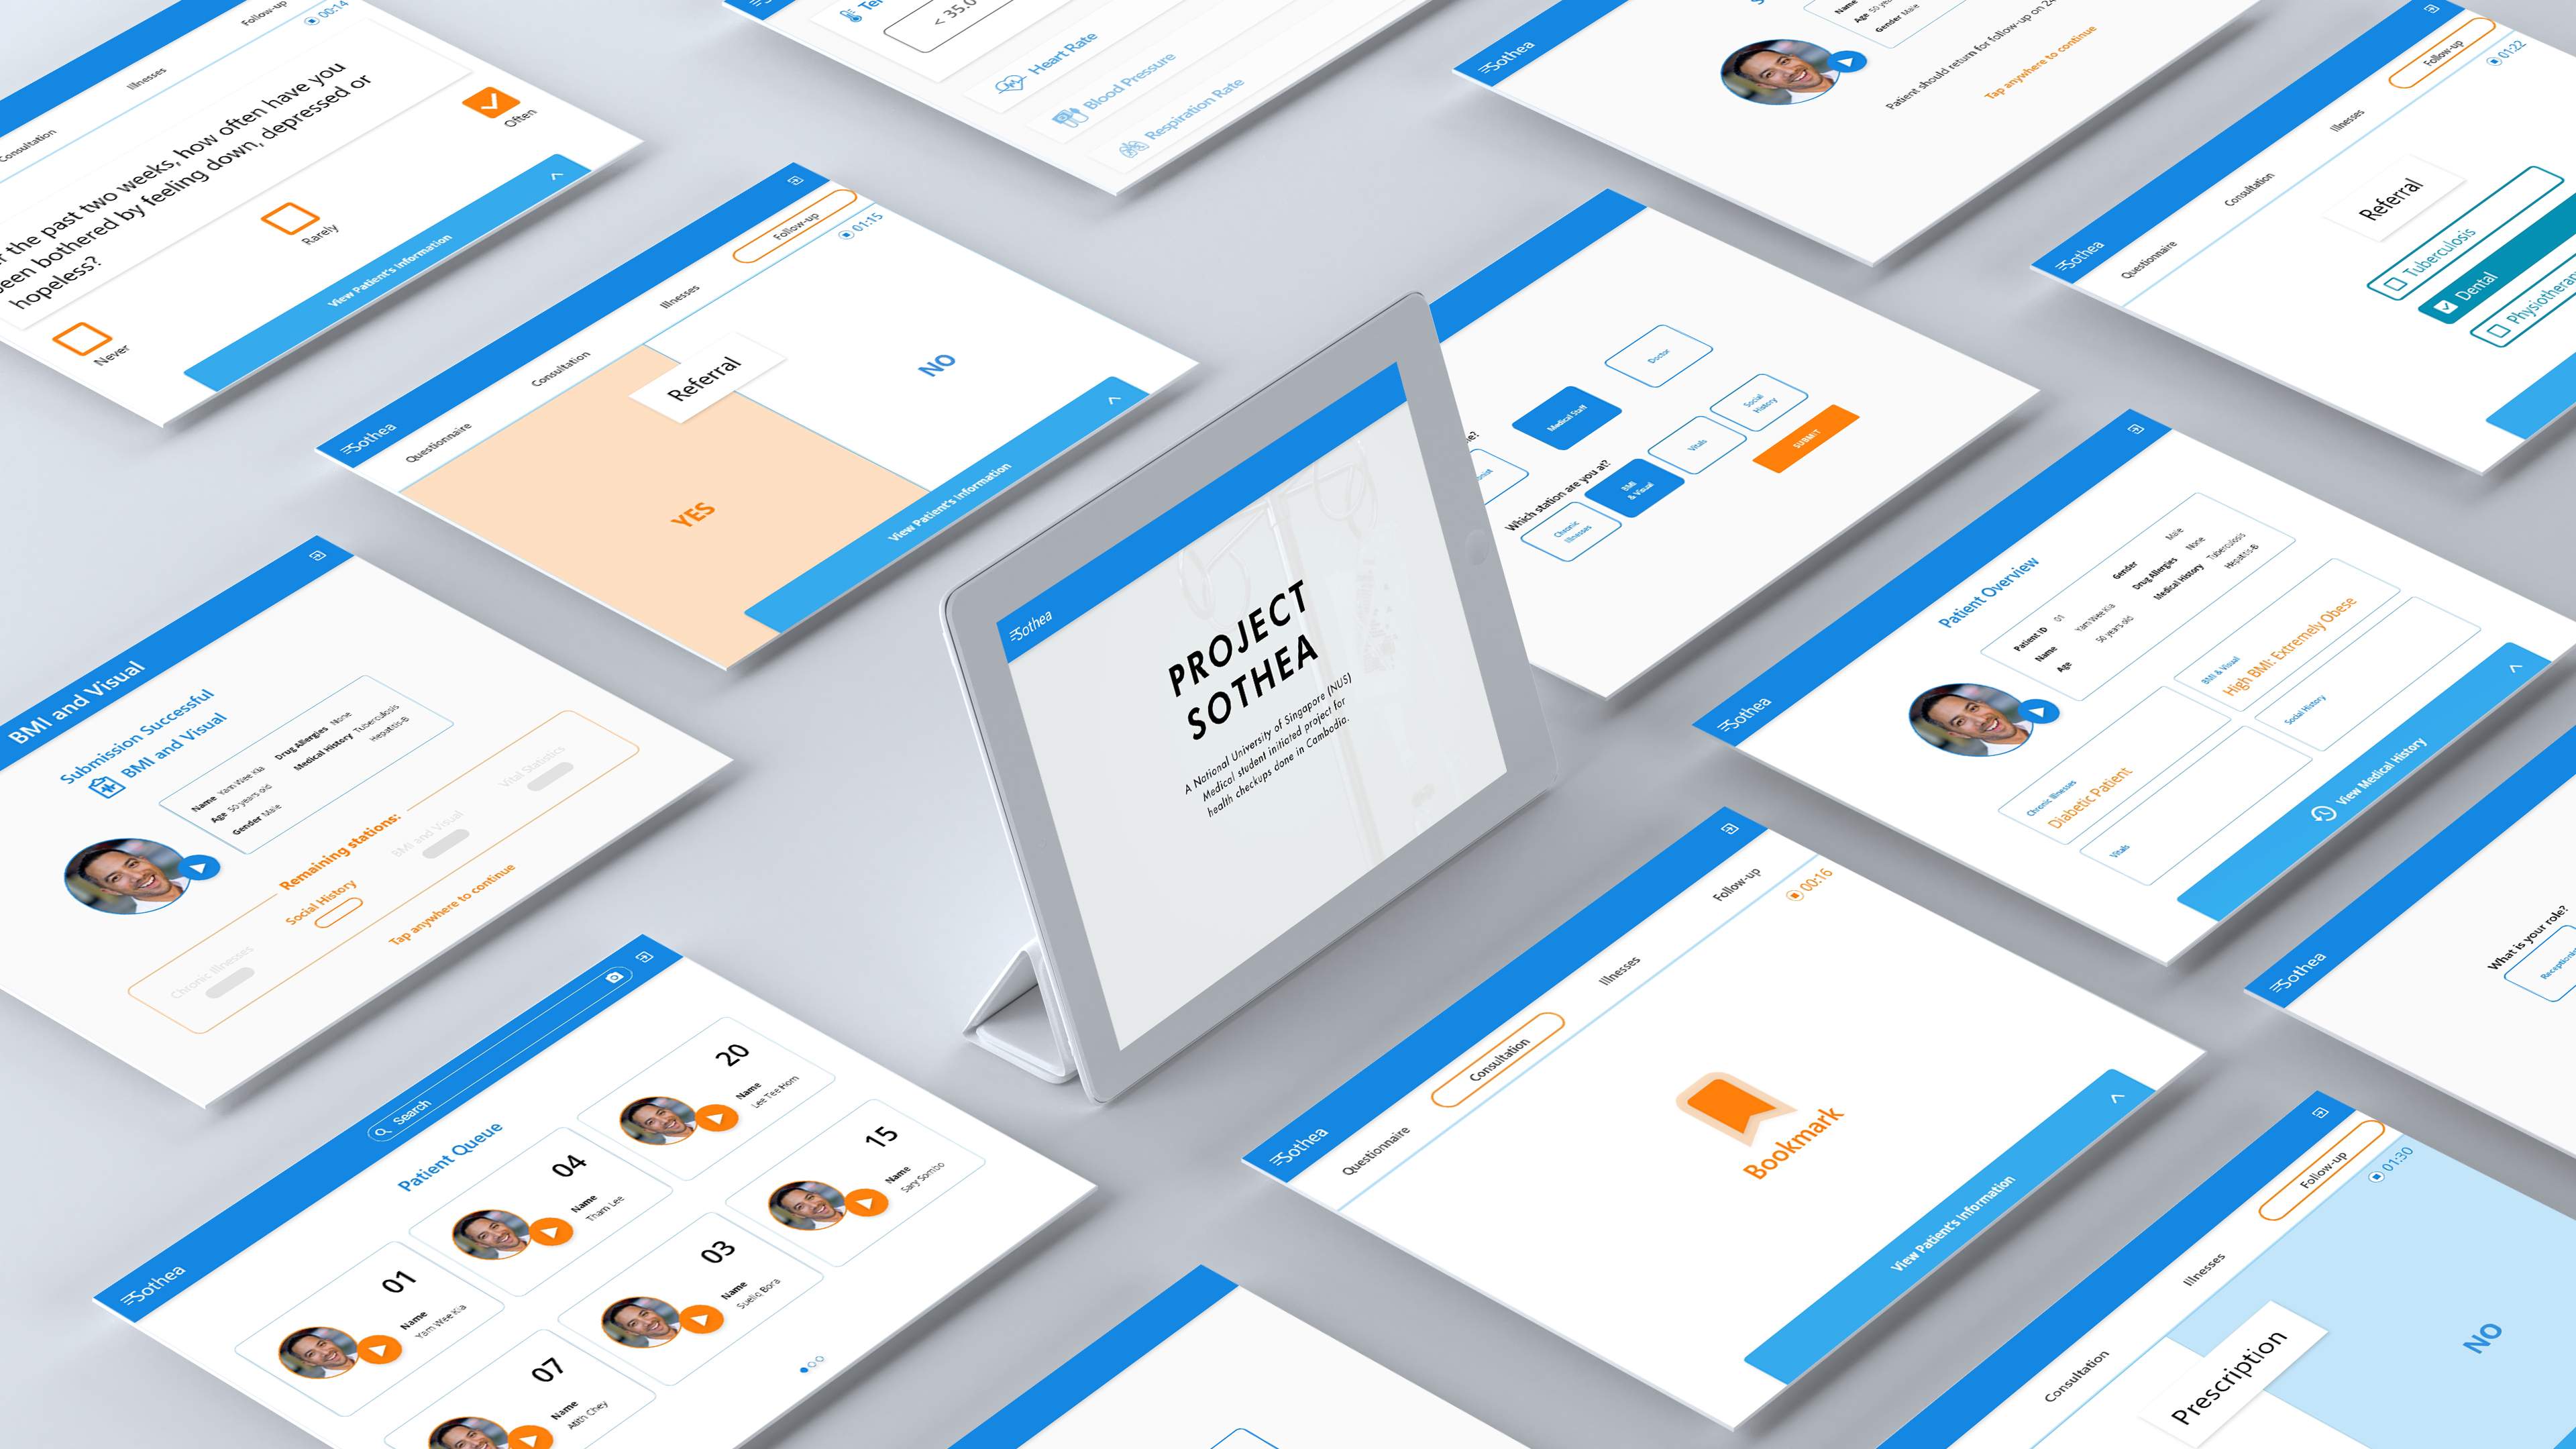 Follow-up
00:14
Illnesses
Consultation
the past two weeks, how often have you
been bothered by feeling down, depressed or
hopeless?
Often
Rarely
Never
View Patient's information
< 35.0
Heart Rate
Blood Pressure
Respiration Rate
Sothea
Name
Age 50
Gender Male
Patient should return for follow-up on
Tap anywhere to continue
Sothea
Follow-up
01:22
Illnesses
Consultation
Questionnaire
Referral
Tuberculosis
Dental
Sothea
Follow-up
01:15
Illnesses
Consultation
Questionnaire
Referral
NO
YES
View Patient's information
Doctor
Medical Staff
Which station are you at?
Social
History
Vitals
BMI
& Visual
Chronic
Illnesses
SUBMIT
Sothea
PROJECT
SOTHEA
A National University of Singapore (NUS)
Medical student initiated project for
health checkups done in Cambodia.
BMI and Visual
Submission Successful
BMI and Visual
Name Yam Wee Kia
Age 50 years old
Gender Male
Drug Allergies None
Medical History Tuberculosis
Hepatitis-B
Remaining stations:
Chronic Illnesses
Social History
BMI and Visual
Vital Statistics
Tap anywhere to continue
Sothea
Patient Overview
Patient ID 01
Name Yam Wee Kia
Age 50 years old
Gender Male
Drug Allergies None
Medical History Tuberculosis
Hepatitis-B
BMI & Visual
High BMI: Extremely Obese
Chronic Illnesses
Diabetic Patient
Social History
Vitals
View Medical History
Sothea
Search
Patient Queue
01
Name
Yam Wee Kia
04
Name
Tham Lee
20
Name
Lee Tee Hom
07
Name
03
Name
15
Name
Sothea
Follow-up
00:16
Illnesses
Consultation
Questionnaire
Bookmark
View Patient's Information
Sothea
What is your role?
Follow-up
01:30
Illnesses
Consultation
Prescription
NO